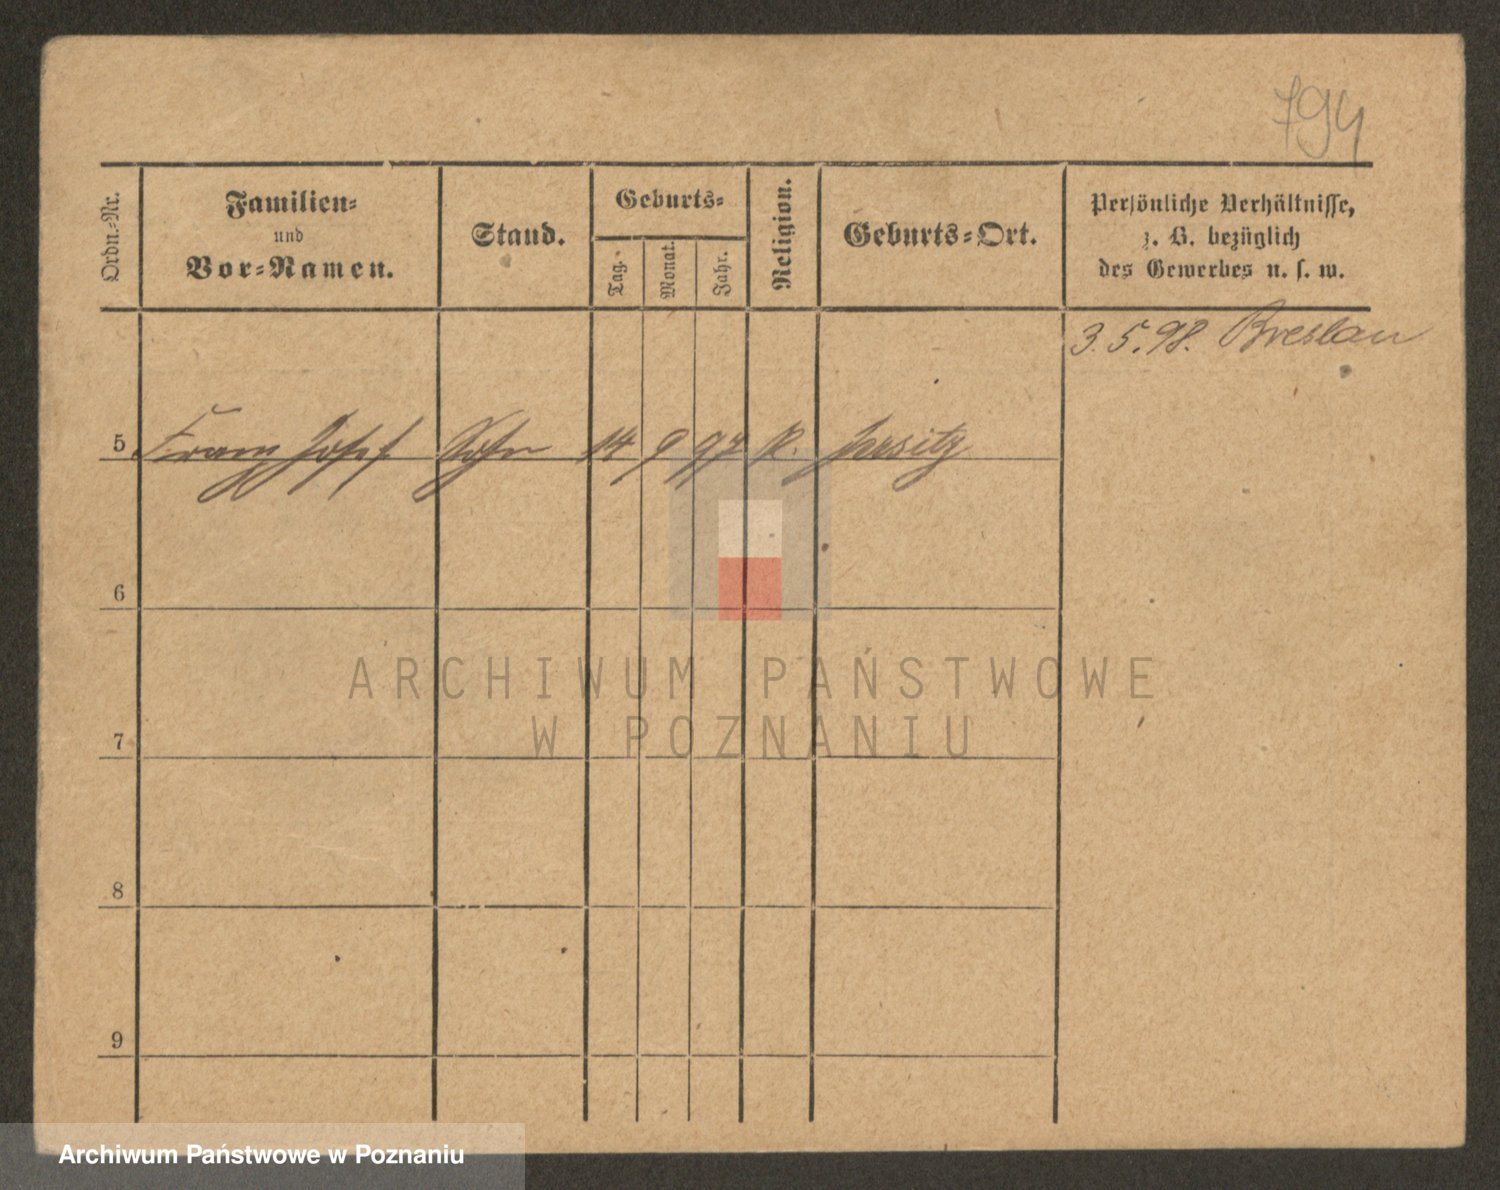 794
Ordn.-Nr.
Familien-
und
Vor-Namen.
Stand.
Geburts-
Tag.
Monat.
Jahr.
Religion.
Geburts-Ort.
Persönliche Verhältnisse,
z. B. bezüglich
des Gewerbes u. s. w.
3.5.98. Breslau
5 Franz Josef Sohn 14 9 97 K. Jersitz
6
7
8
9
ARCHIWUM PAŃSTWOWE
W POZNANIU
Archiwum Państwowe w Poznaniu